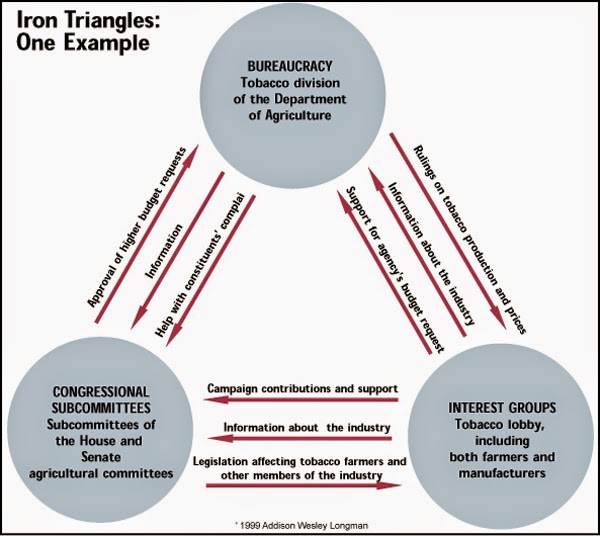 Iron Triangles:
One Example
BUREAUCRACY
Tobacco division
of the Department
of Agriculture
Approval of higher budget requests
Information
Help with constituents' complai
Support for agency's budget request
Information about the industry
Rulings on tobacco production and prices
CONGRESSIONAL
SUBCOMMITTEES
Subcommittees of
the House and
Senate
agricultural committees
Campaign contributions and support
Information about the industry
Legislation affecting tobacco farmers and
other members of the industry
INTEREST GROUPS
Tobacco lobby,
including
both farmers and
manufacturers
' 1999 Addison Wesley Longman